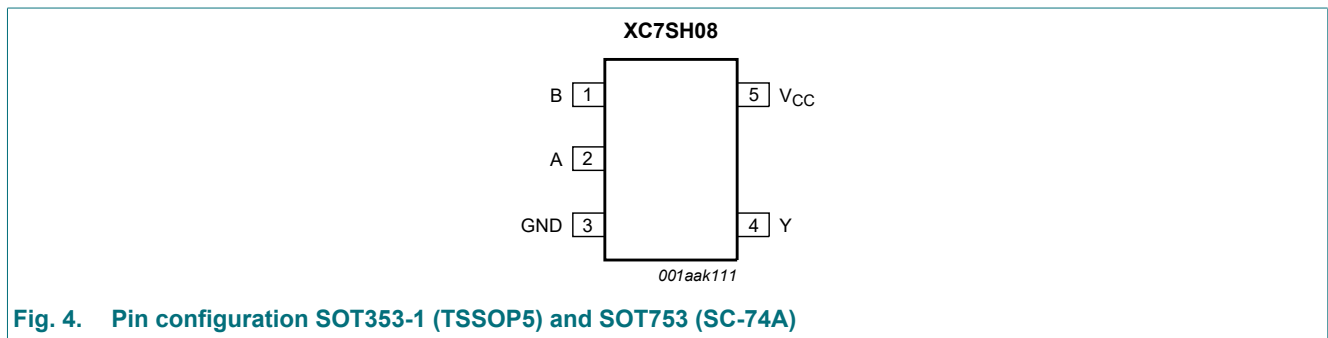 XC7SH08
B 1 5 VCC
A 2
GND 3 4 Y
001aak111
Fig. 4. Pin configuration SOT353-1 (TSSOP5) and SOT753 (SC-74A)